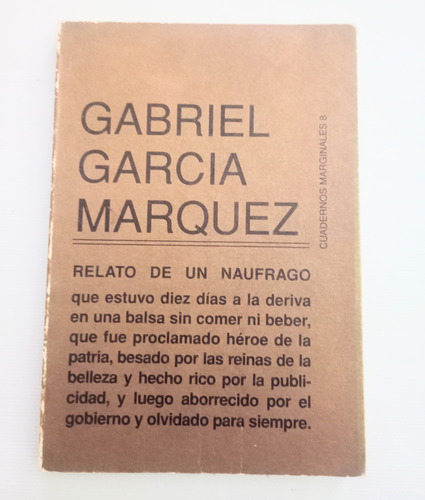 GABRIEL
GARCIA
MARQUEZ
CUADERNOS MARGINALES 8
RELATO DE UN NAUFRAGO
que estuvo diez días a la deriva
en una balsa sin comer ni beber,
que fue proclamado héroe de la
patria, besado por las reinas de la
belleza y hecho rico por la publi-
cidad, y luego aborrecido por el
gobierno y olvidado para siempre.